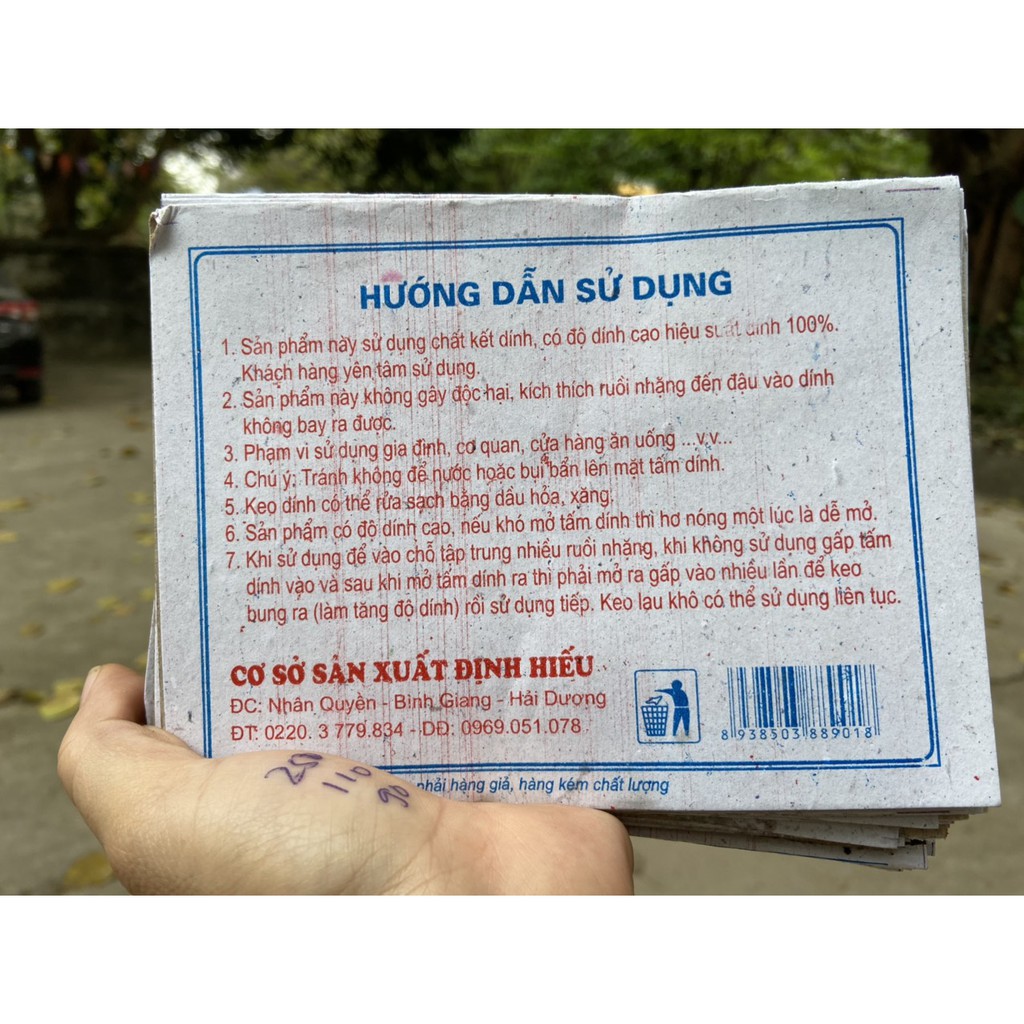 HƯỚNG DẪN SỬ DỤNG
1. Sản phẩm này sử dụng chất kết dính, có độ dính cao hiệu suất dính 100%.
Khách hàng yên tâm sử dụng.
2. Sản phẩm này không gây độc hại, kích thích ruồi nhặng đến đậu vào dính
không bay ra được.
3. Phạm vi sử dụng gia đình, cơ quan, cửa hàng ăn uống ...v.v...
4. Chú ý: Tránh không để nước hoặc bụi bẩn lên mặt tấm dính.
5. Keo dính có thể rửa sạch bằng dầu hỏa, xăng.
6. Sản phẩm có độ dính cao, nếu khó mở tấm dính thì hơ nóng một lúc là dễ mở.
7. Khi sử dụng để vào chỗ tập trung nhiều ruồi nhặng, khi không sử dụng gấp tấm
dính vào và sau khi mở tấm dính ra thì phải mở ra gấp vào nhiều lần để keo
bung ra (làm tăng độ dính) rồi sử dụng tiếp. Keo lâu khô có thể sử dụng liên tục.
CƠ SỞ SẢN XUẤT ĐỊNH HIẾU
ĐC: Nhân Quyền - Bình Giang - Hải Dương
ĐT: 0220. 3 779.834 - DĐ: 0969.051.078
8 938503 889018
phải hàng giả, hàng kém chất lượng
250
110
90